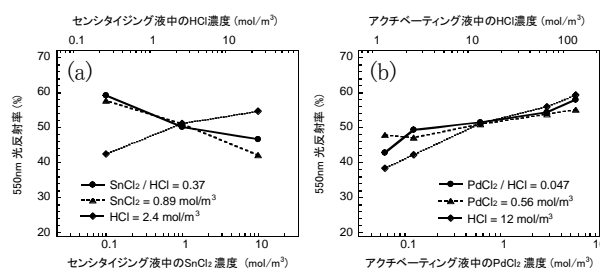 センシタイジング液中のHCl濃度 (mol/m³)
0.2 2 20
(a)
550nm 光反射率 (%)
70
60
50
40
30
20
SnCl₂ / HCl = 0.37
SnCl₂ = 0.89 mol/m³
HCl = 2.4 mol/m³
0.1 1 10
センシタイジング液中のSnCl₂ 濃度 (mol/m³)
アクチベーティング液中のHCl濃度 (mol/m³)
1 10 100
(b)
550nm 光反射率 (%)
70
60
50
40
30
20
PdCl₂ / HCl = 0.047
PdCl₂ = 0.56 mol/m³
HCl = 12 mol/m³
0.1 1 10
アクチベーティング液中のPdCl₂ 濃度 (mol/m³)